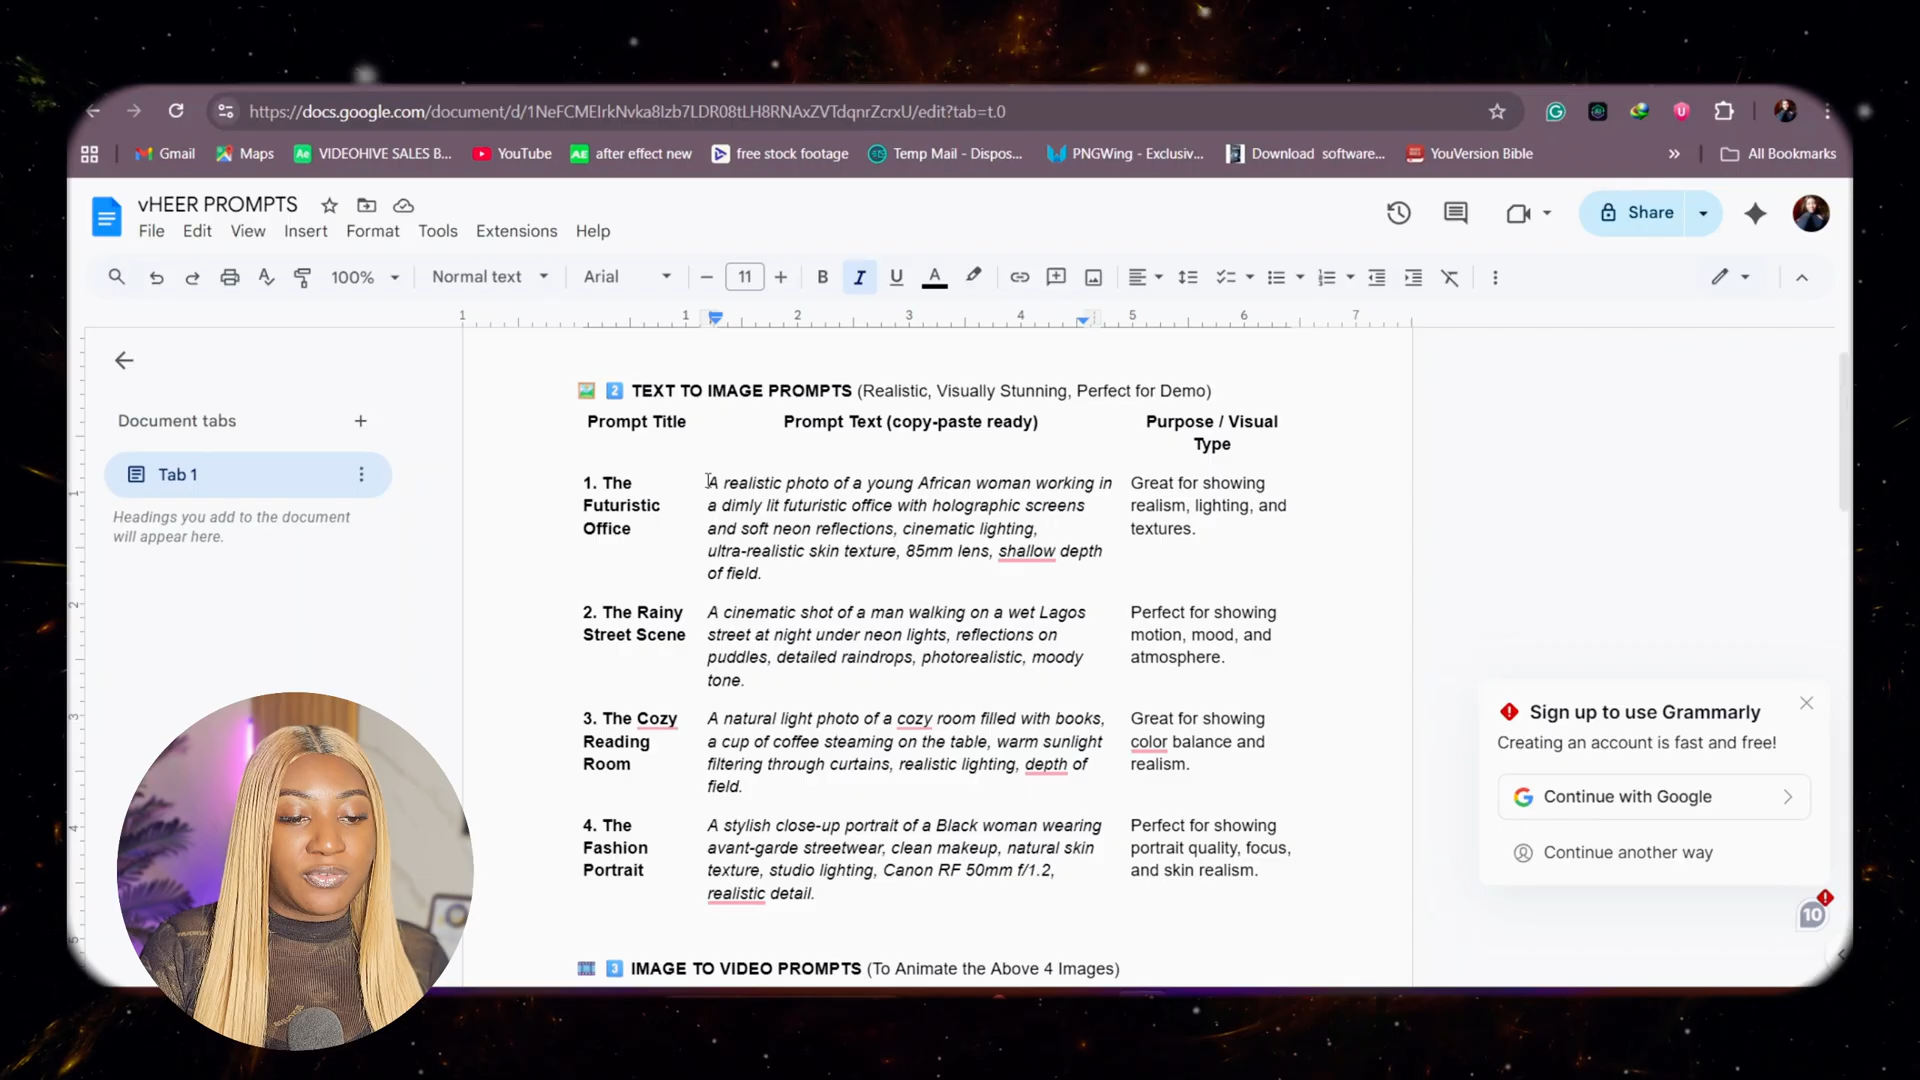 https://docs.google.com/document/d/1NeFCMEIrkNvka8Izb7LDR08tLH8RNAxZVTdqnrZcrxU/edit?tab=t.0
Gmail Maps VIDEOHIVE SALES B... YouTube after effect new free stock footage Temp Mail - Dispos... PNGWing - Exclusiv... Download software... YouVersion Bible » All Bookmarks
vHEER PROMPTS
File Edit View Insert Format Tools Extensions Help
Share
100% Normal text Arial 11 B I U A
1 1 2 3 4 5 6 7
Document tabs
Tab 1
Headings you add to the document
will appear here.
2 TEXT TO IMAGE PROMPTS (Realistic, Visually Stunning, Perfect for Demo)
Prompt Title Prompt Text (copy-paste ready) Purpose / Visual
Type
1. The
Futuristic
Office
A realistic photo of a young African woman working in
a dimly lit futuristic office with holographic screens
and soft neon reflections, cinematic lighting,
ultra-realistic skin texture, 85mm lens, shallow depth
of field.
Great for showing
realism, lighting, and
textures.
2. The Rainy
Street Scene
A cinematic shot of a man walking on a wet Lagos
street at night under neon lights, reflections on
puddles, detailed raindrops, photorealistic, moody
tone.
Perfect for showing
motion, mood, and
atmosphere.
3. The Cozy
Reading
Room
A natural light photo of a cozy room filled with books,
a cup of coffee steaming on the table, warm sunlight
filtering through curtains, realistic lighting, depth of
field.
Great for showing
color balance and
realism.
4. The
Fashion
Portrait
A stylish close-up portrait of a Black woman wearing
avant-garde streetwear, clean makeup, natural skin
texture, studio lighting, Canon RF 50mm f/1.2,
realistic detail.
Perfect for showing
portrait quality, focus,
and skin realism.
3 IMAGE TO VIDEO PROMPTS (To Animate the Above 4 Images)
Sign up to use Grammarly
Creating an account is fast and free!
Continue with Google
Continue another way
10